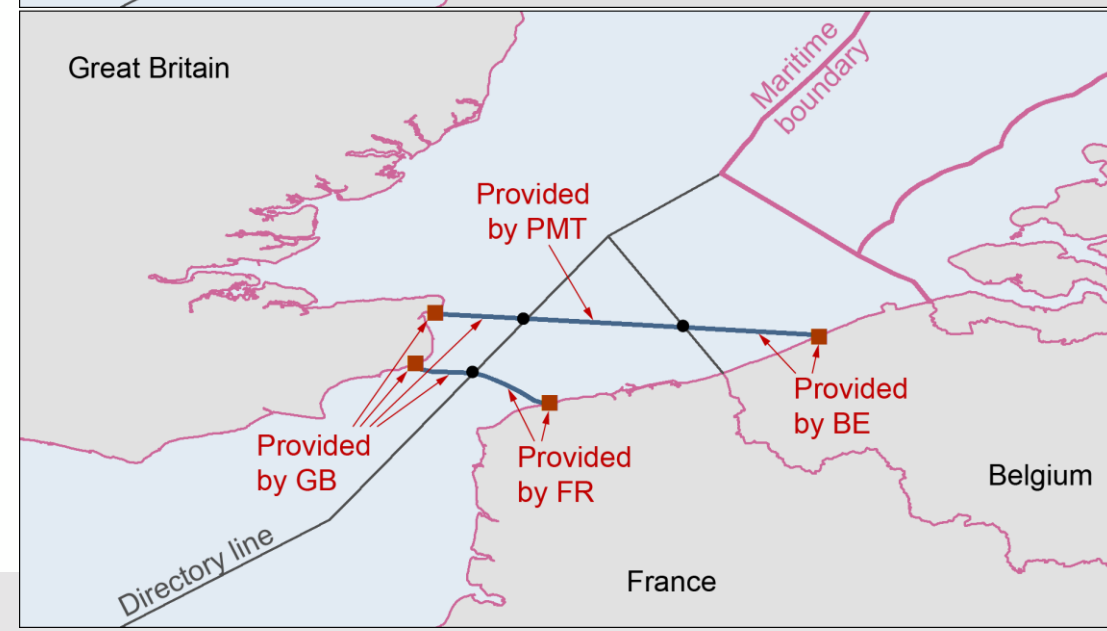 Great Britain
Maritime
boundary
Provided
by PMT
Provided
by BE
Provided
by GB
Provided
by FR
Belgium
Directory line
France